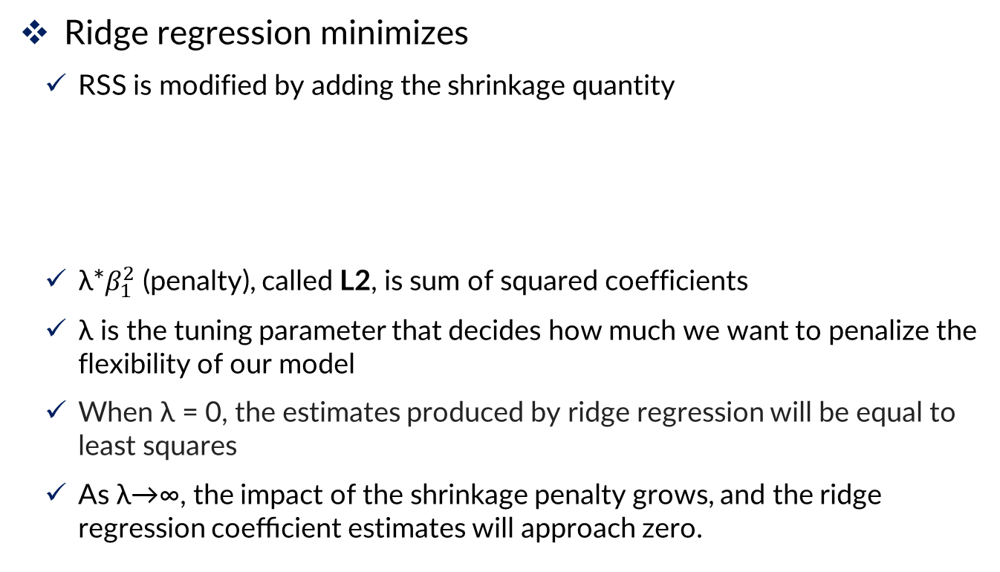 ❖ Ridge regression minimizes
✓ RSS is modified by adding the shrinkage quantity
✓ λ*𝛽₁² (penalty), called L2, is sum of squared coefficients
✓ λ is the tuning parameter that decides how much we want to penalize the
flexibility of our model
✓ When λ = 0, the estimates produced by ridge regression will be equal to
least squares
✓ As λ→∞, the impact of the shrinkage penalty grows, and the ridge
regression coefficient estimates will approach zero.